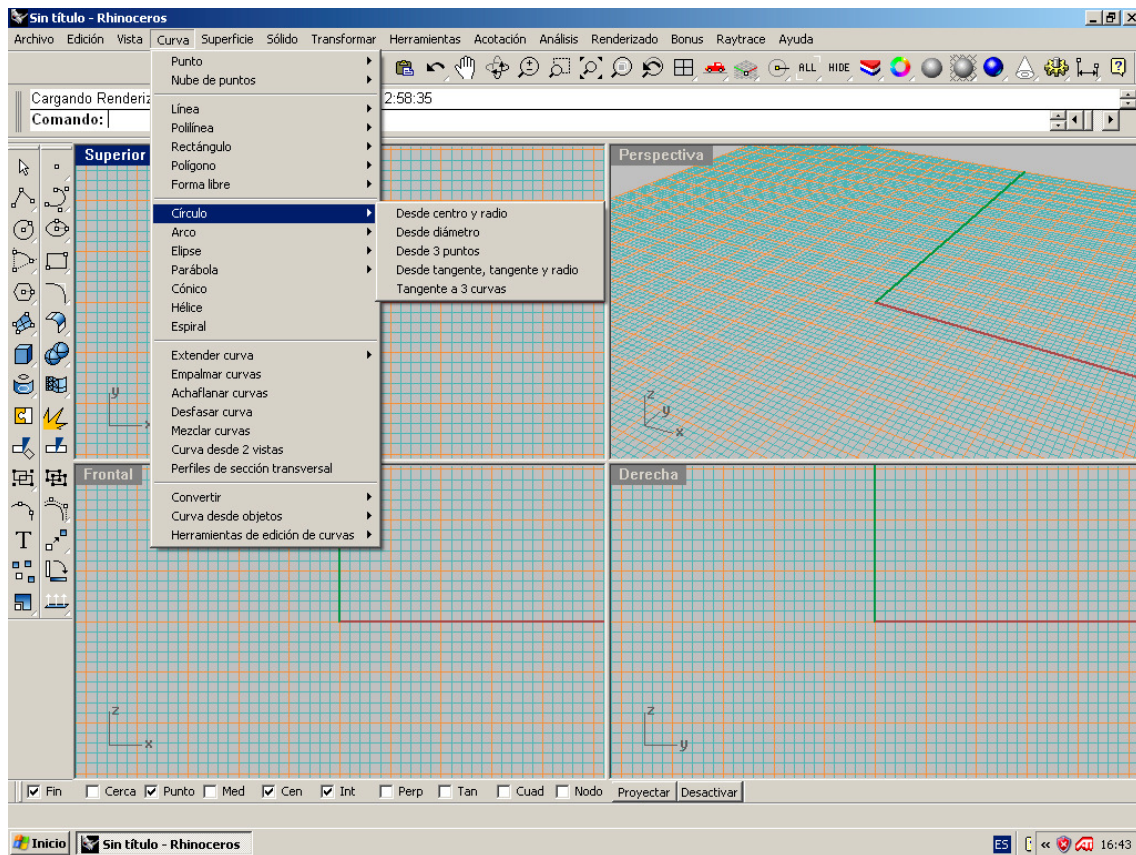 Sin título - Rhinoceros
Archivo Edición Vista Curva Superficie Sólido Transformar Herramientas Acotación Análisis Renderizado Bonus Raytrace Ayuda
ALL HIDE
Cargando Renderiz 2:58:35
Comando:
Punto
Nube de puntos
Línea
Polilínea
Rectángulo
Polígono
Forma libre
Círculo
Arco
Elipse
Parábola
Cónico
Hélice
Espiral
Extender curva
Empalmar curvas
Achaflanar curvas
Desfasar curva
Mezclar curvas
Curva desde 2 vistas
Perfiles de sección transversal
Convertir
Curva desde objetos
Herramientas de edición de curvas
Desde centro y radio
Desde diámetro
Desde 3 puntos
Desde tangente, tangente y radio
Tangente a 3 curvas
Superior
y
x
Perspectiva
z
y
x
Frontal
z
x
Derecha
z
y
T
Fin Cerca Punto Med Cen Int Perp Tan Cuad Nodo Proyectar Desactivar
Inicio Sin título - Rhinoceros ES « ATI 16:43